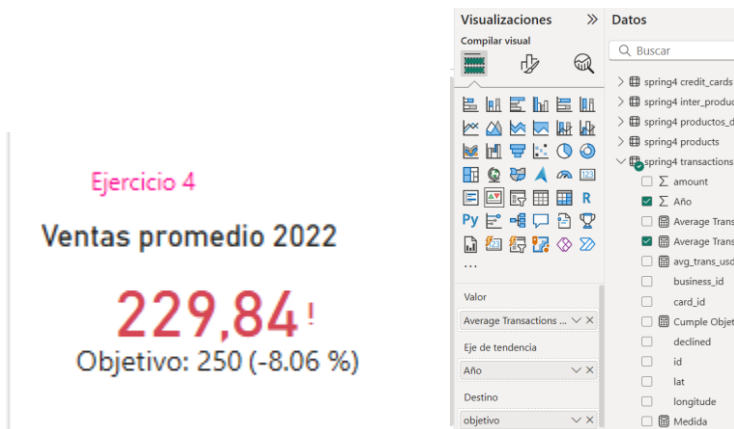 Ejercicio 4
Ventas promedio 2022
229,84!
Objetivo: 250 (-8.06 %)
Visualizaciones
Compilar visual
R
Py
...
Valor
Average Transactions ...
Eje de tendencia
Año
Destino
objetivo
Datos
Buscar
spring4 credit_cards
spring4 inter_produc
spring4 productos_d
spring4 products
spring4 transactions
amount
Año
Average Trans
Average Trans
avg_trans_usd
business_id
card_id
Cumple Objet
declined
id
lat
longitude
Medida